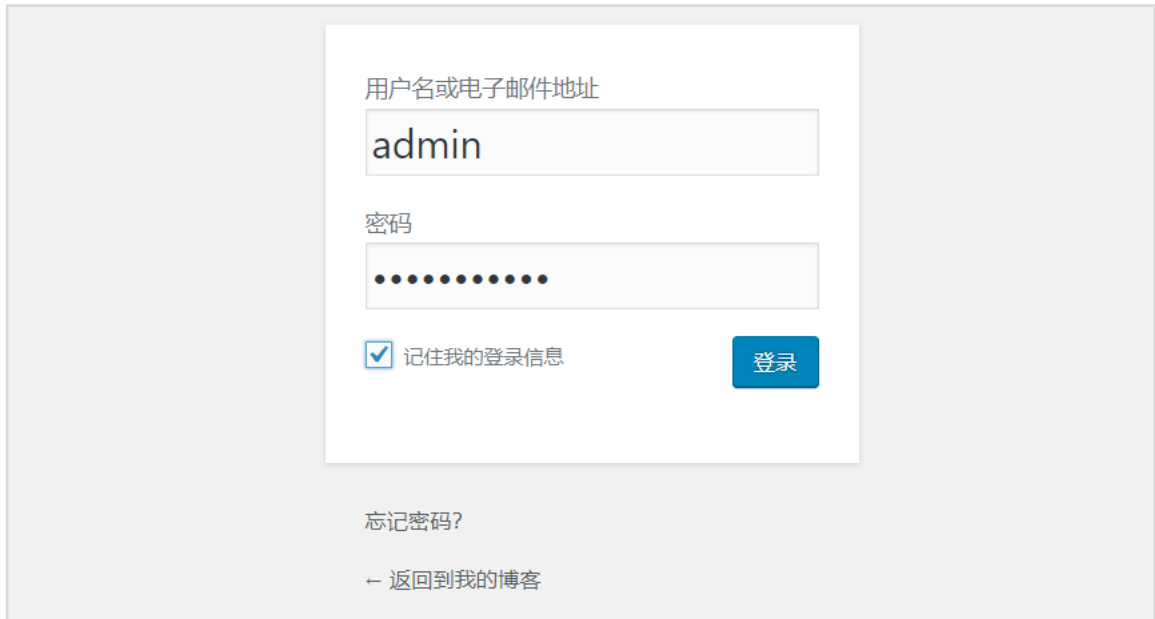 用户名或电子邮件地址
admin
密码
•••••••••••
记住我的登录信息 登录
忘记密码?
← 返回到我的博客